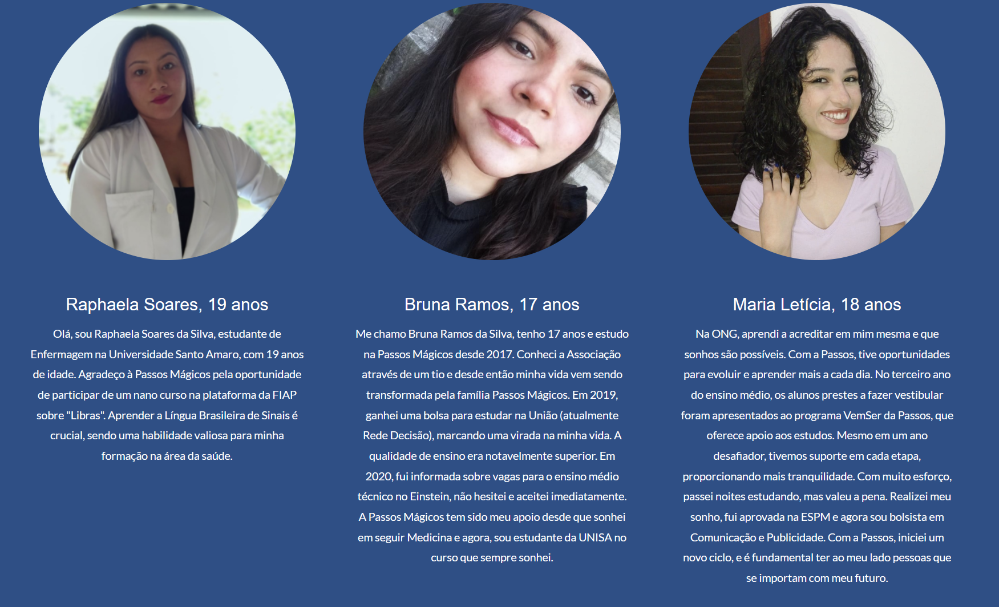 Raphaela Soares, 19 anos
Olá, sou Raphaela Soares da Silva, estudante de
Enfermagem na Universidade Santo Amaro, com 19 anos
de idade. Agradeço à Passos Mágicos pela oportunidade
de participar de um nano curso na plataforma da FIAP
sobre "Libras". Aprender a Língua Brasileira de Sinais é
crucial, sendo uma habilidade valiosa para minha
formação na área da saúde.
Bruna Ramos, 17 anos
Me chamo Bruna Ramos da Silva, tenho 17 anos e estudo
na Passos Mágicos desde 2017. Conheci a Associação
através de um tio e desde então minha vida vem sendo
transformada pela família Passos Mágicos. Em 2019,
ganhei uma bolsa para estudar na União (atualmente
Rede Decisão), marcando uma virada na minha vida. A
qualidade de ensino era notavelmente superior. Em
2020, fui informada sobre vagas para o ensino médio
técnico no Einstein, não hesitei e aceitei imediatamente.
A Passos Mágicos tem sido meu apoio desde que sonhei
em seguir Medicina e agora, sou estudante da UNISA no
curso que sempre sonhei.
Maria Letícia, 18 anos
Na ONG, aprendi a acreditar em mim mesma e que
sonhos são possíveis. Com a Passos, tive oportunidades
para evoluir e aprender mais a cada dia. No terceiro ano
do ensino médio, os alunos prestes a fazer vestibular
foram apresentados ao programa VemSer da Passos, que
oferece apoio aos estudos. Mesmo em um ano
desafiador, tivemos suporte em cada etapa,
proporcionando mais tranquilidade. Com muito esforço,
passei noites estudando, mas valeu a pena. Realizei meu
sonho, fui aprovada na ESPM e agora sou bolsista em
Comunicação e Publicidade. Com a Passos, iniciei um
novo ciclo, e é fundamental ter ao meu lado pessoas que
se importam com meu futuro.